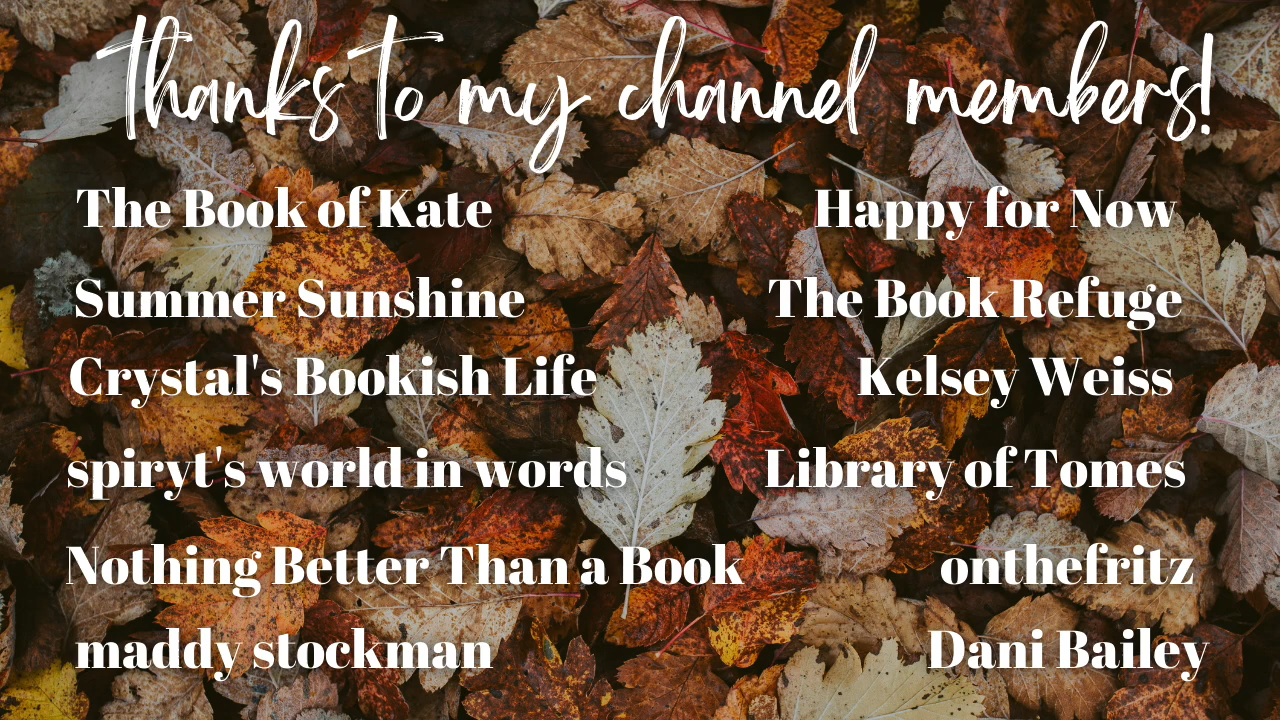 Thanks to my channel members!
The Book of Kate
Happy for Now
Summer Sunshine
The Book Refuge
Crystal's Bookish Life
Kelsey Weiss
spiryt's world in words
Library of Tomes
Nothing Better Than a Book
onthefritz
maddy stockman
Dani Bailey